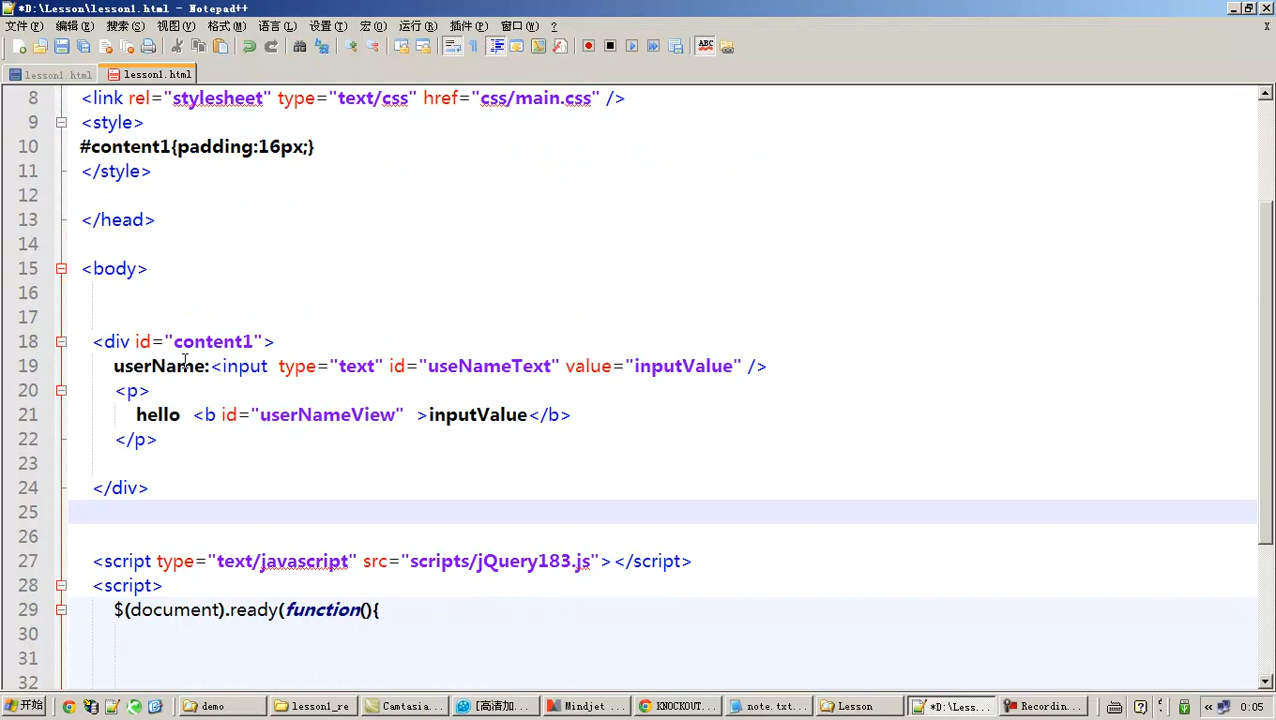 *D:\Lesson\lesson1.html - Notepad++
文件(F) 编辑(E) 搜索(S) 视图(V) 格式(M) 语言(L) 设置(T) 宏(O) 运行(R) 插件(P) 窗口(W) ? X
lesson1.html lesson1.html
8 <link rel="stylesheet" type="text/css" href="css/main.css" />
9 <style>
10 #content1{padding:16px;}
11 </style>
12
13 </head>
14
15 <body>
16
17
18 <div id="content1">
19 userName:<input type="text" id="useNameText" value="inputValue" />
20 <p>
21 hello <b id="userNameView" >inputValue</b>
22 </p>
23
24 </div>
25
26
27 <script type="text/javascript" src="scripts/jQuery183.js"></script>
28 <script>
29 $(document).ready(function(){
30
31
32
开始 demo lesson1_re Camtasia... [高清加... Mindjet ... KNOCKOUT... note.txt... Lesson *D:\Less... Recordin... « 0:05